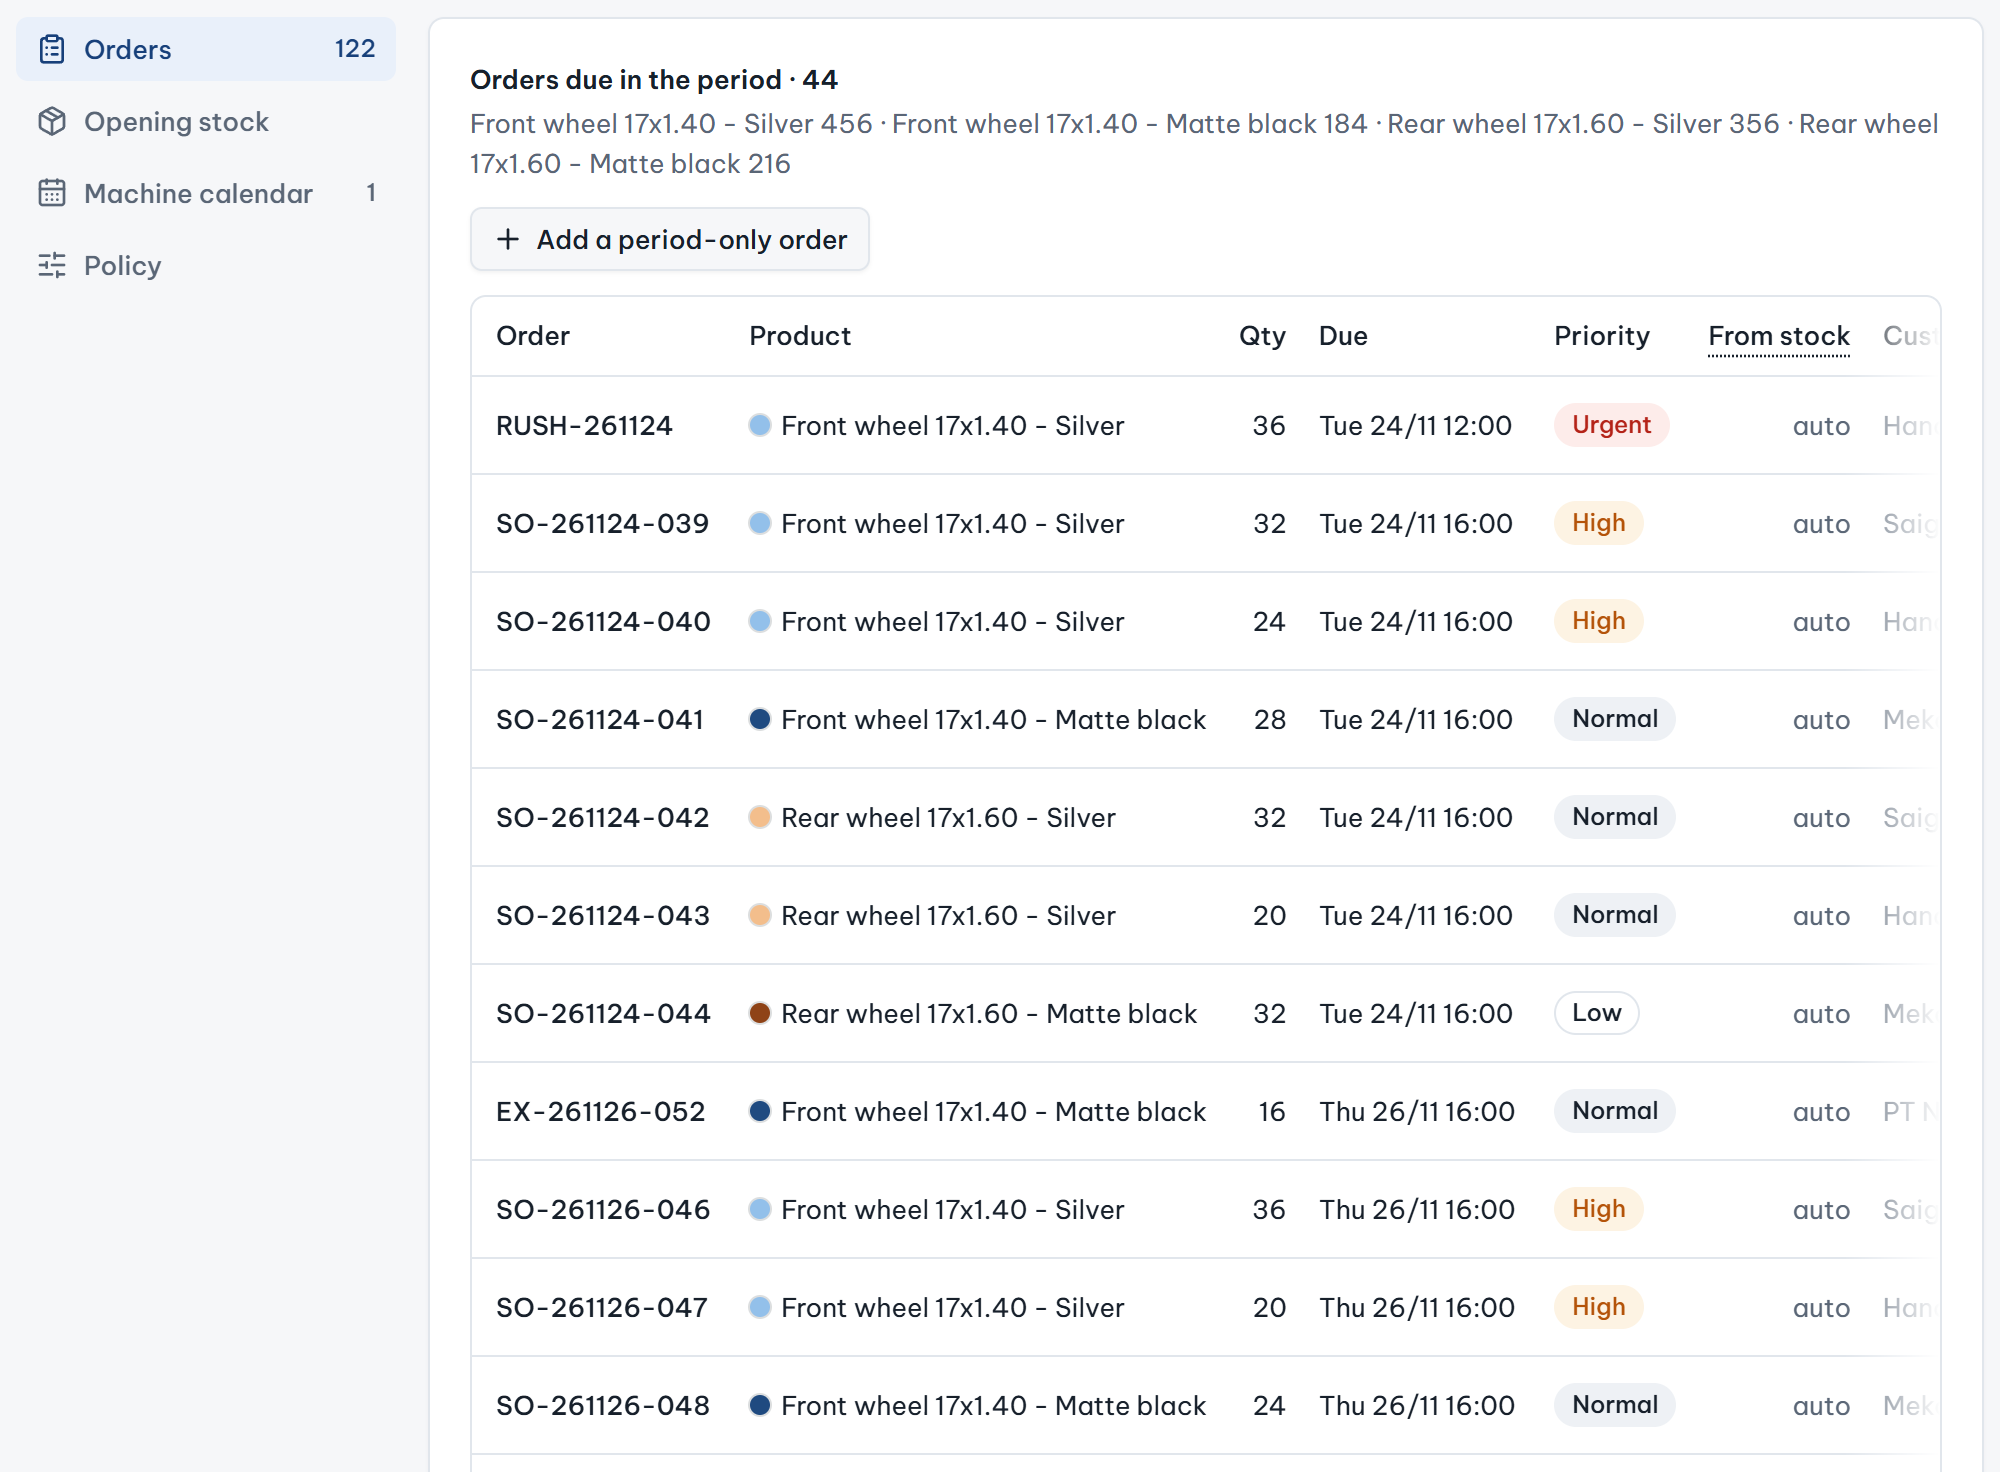 Orders 122
Opening stock
Machine calendar 1
Policy
Orders due in the period · 44
Front wheel 17x1.40 - Silver 456 · Front wheel 17x1.40 - Matte black 184 · Rear wheel 17x1.60 - Silver 356 · Rear wheel
17x1.60 - Matte black 216
+ Add a period-only order
Order Product Qty Due Priority From stock
RUSH-261124 Front wheel 17x1.40 - Silver 36 Tue 24/11 12:00 Urgent auto
SO-261124-039 Front wheel 17x1.40 - Silver 32 Tue 24/11 16:00 High auto
SO-261124-040 Front wheel 17x1.40 - Silver 24 Tue 24/11 16:00 High auto
SO-261124-041 Front wheel 17x1.40 - Matte black 28 Tue 24/11 16:00 Normal auto
SO-261124-042 Rear wheel 17x1.60 - Silver 32 Tue 24/11 16:00 Normal auto
SO-261124-043 Rear wheel 17x1.60 - Silver 20 Tue 24/11 16:00 Normal auto
SO-261124-044 Rear wheel 17x1.60 - Matte black 32 Tue 24/11 16:00 Low auto
EX-261126-052 Front wheel 17x1.40 - Matte black 16 Thu 26/11 16:00 Normal auto PT
SO-261126-046 Front wheel 17x1.40 - Silver 36 Thu 26/11 16:00 High auto
SO-261126-047 Front wheel 17x1.40 - Silver 20 Thu 26/11 16:00 High auto
SO-261126-048 Front wheel 17x1.40 - Matte black 24 Thu 26/11 16:00 Normal auto